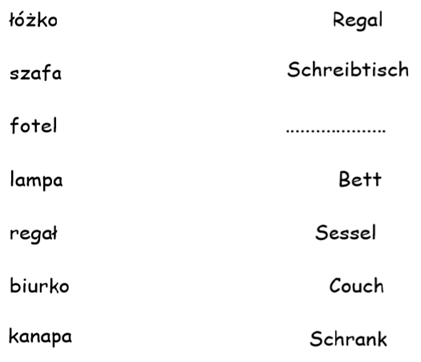 łóżko Regal
szafa Schreibtisch
fotel ....................
lampa Bett
regał Sessel
biurko Couch
kanapa Schrank